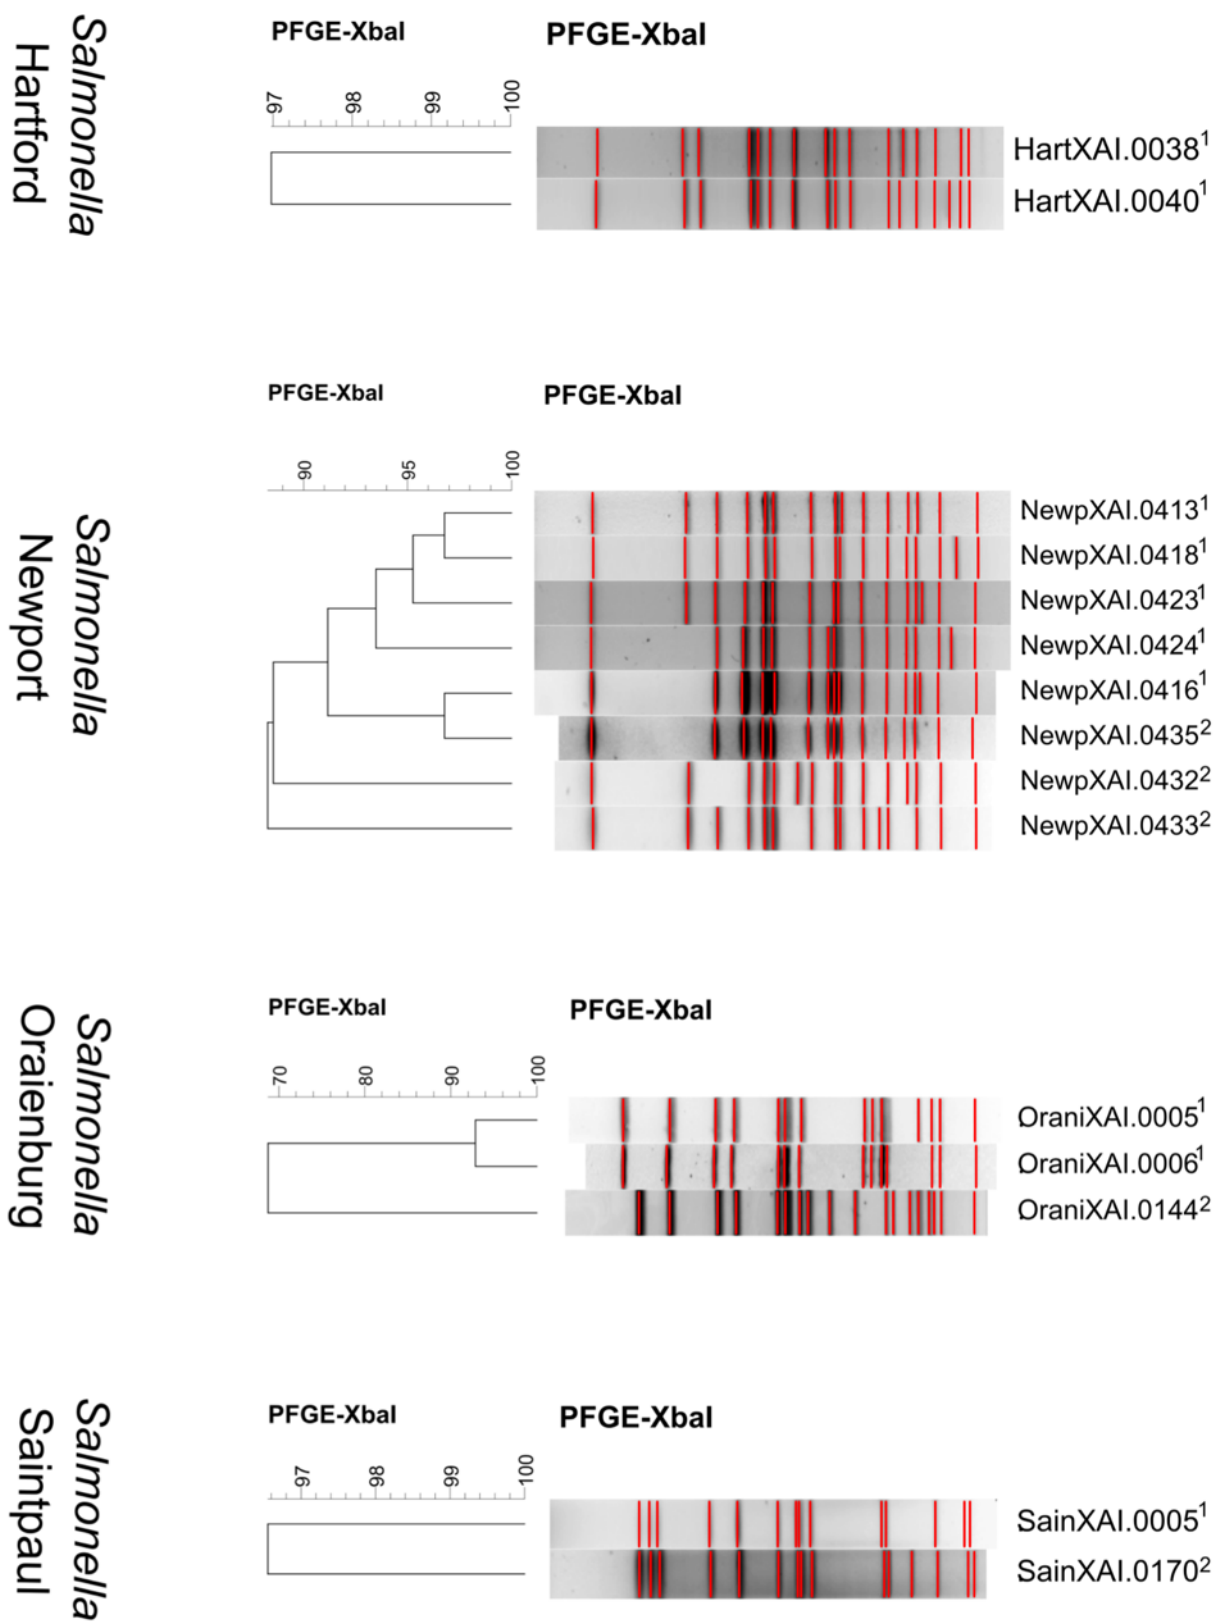 Salmonella
Hartford
PFGE-XbaI
PFGE-XbaI
97
98
99
100
HartXAI.0038¹
HartXAI.0040¹
Salmonella
Newport
PFGE-XbaI
PFGE-XbaI
90
95
100
NewpXAI.0413¹
NewpXAI.0418¹
NewpXAI.0423¹
NewpXAI.0424¹
NewpXAI.0416¹
NewpXAI.0435²
NewpXAI.0432²
NewpXAI.0433²
Salmonella
Oraienburg
PFGE-XbaI
PFGE-XbaI
70
80
90
100
OraniXAI.0005¹
OraniXAI.0006¹
OraniXAI.0144²
Salmonella
Saintpaul
PFGE-XbaI
PFGE-XbaI
97
98
99
100
SainXAI.0005¹
SainXAI.0170²